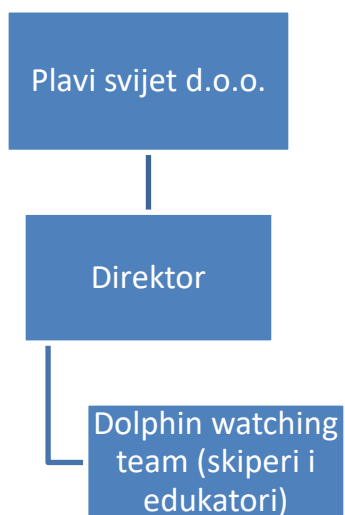 Plavi svijet d.o.o.
Direktor
Dolphin watching
team (skiperi i
edukatori)